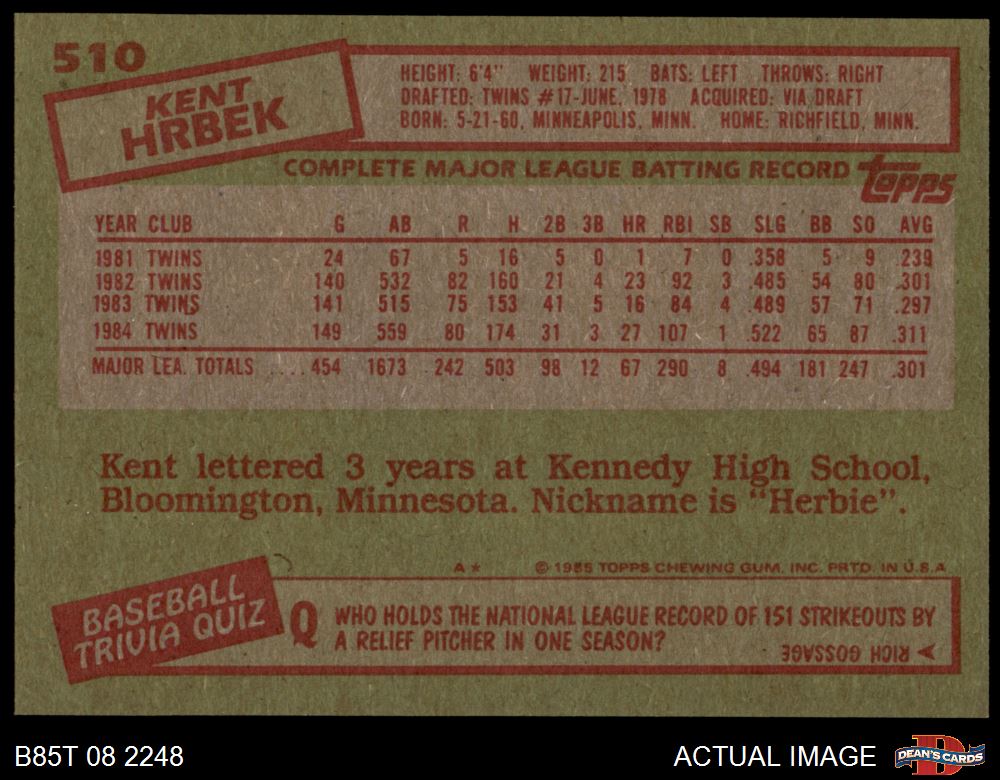 510
KENT
HRBEK
HEIGHT: 6'4" WEIGHT: 215 BATS: LEFT THROWS: RIGHT
DRAFTED: TWINS #17-JUNE, 1978 ACQUIRED: VIA DRAFT
BORN: 5-21-60, MINNEAPOLIS, MINN. HOME: RICHFIELD, MINN.
COMPLETE MAJOR LEAGUE BATTING RECORD topps
YEAR CLUB G AB R H 2B 3B HR RBI SB SLG BB SO AVG
1981 TWINS 24 67 5 16 5 0 1 7 0 .358 5 9 .239
1982 TWINS 140 532 82 160 21 4 23 92 3 .485 54 80 .301
1983 TWINS 141 515 75 153 41 5 16 84 4 .489 57 71 .297
1984 TWINS 149 559 80 174 31 3 27 107 1 .522 65 87 .311
MAJOR LEA. TOTALS .... 454 1673 242 503 98 12 67 290 8 .494 181 247 .301
Kent lettered 3 years at Kennedy High School,
Bloomington, Minnesota. Nickname is "Herbie".
A* © 1985 TOPPS CHEWING GUM, INC. PRTD. IN U.S.A.
BASEBALL
TRIVIA QUIZ
Q WHO HOLDS THE NATIONAL LEAGUE RECORD OF 151 STRIKEOUTS BY
A RELIEF PITCHER IN ONE SEASON?
A RICH GOSSAGE
B85T 08 2248
ACTUAL IMAGE
D
DEAN'S CARDS